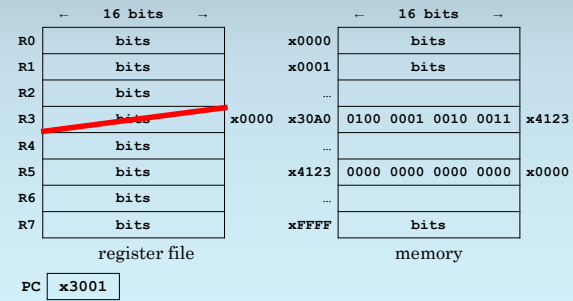 ← 16 bits → ← 16 bits →
R0 bits x0000 bits
R1 bits x0001 bits
R2 bits …
R3 bits x0000 x30A0 0100 0001 0010 0011 x4123
R4 bits …
R5 bits x4123 0000 0000 0000 0000 x0000
R6 bits …
R7 bits xFFFF bits
register file memory
PC x3001